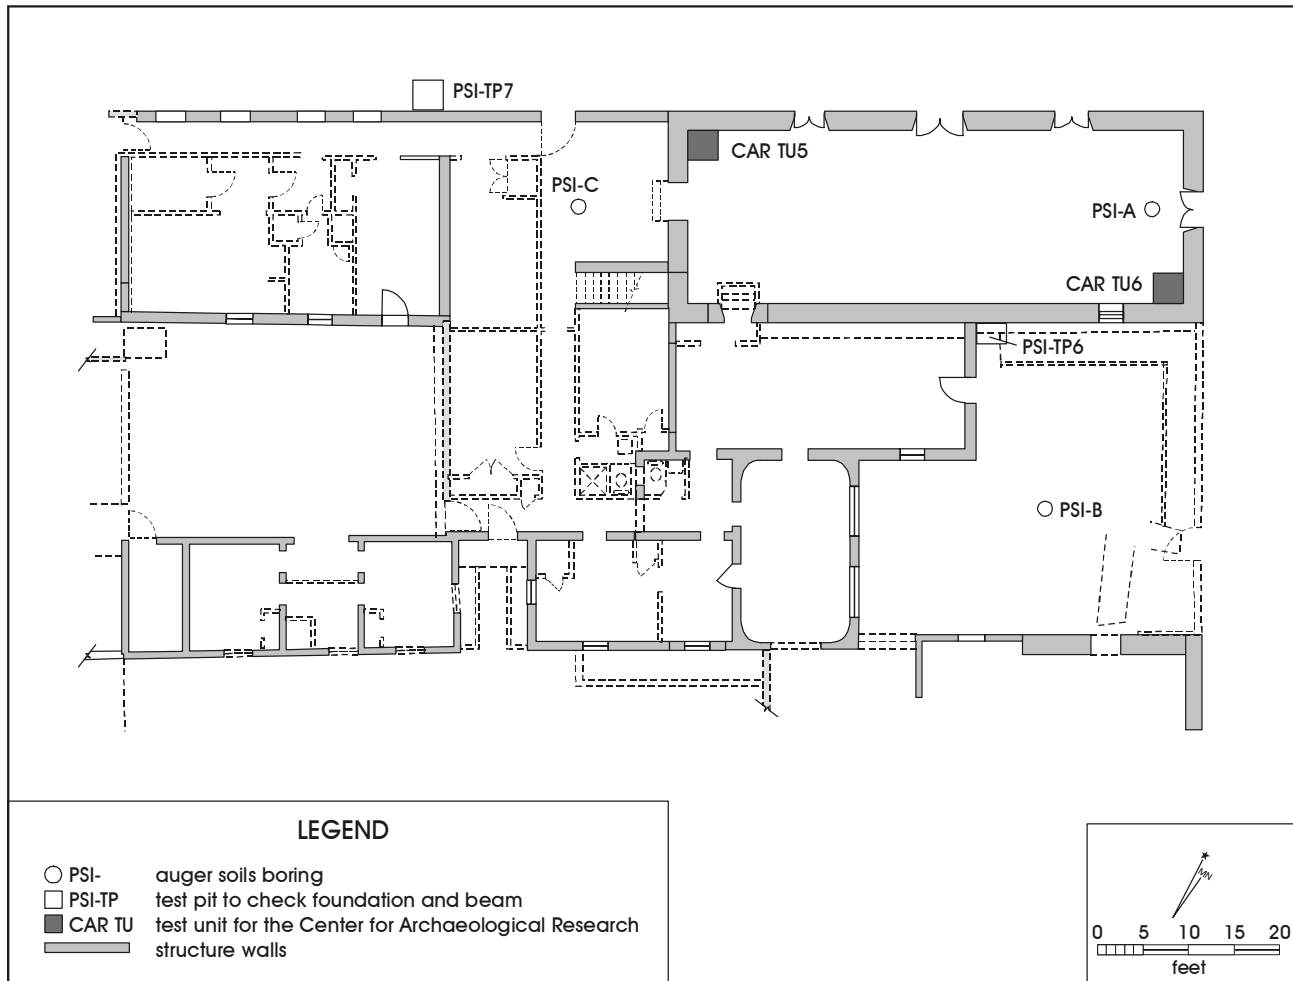 PSI-TP7
CAR TU5
PSI-C
PSI-A
CAR TU6
PSI-TP6
PSI-B
LEGEND
PSI- auger soils boring
PSI-TP test pit to check foundation and beam
CAR TU test unit for the Center for Archaeological Research
structure walls
MN
0 5 10 15 20
feet